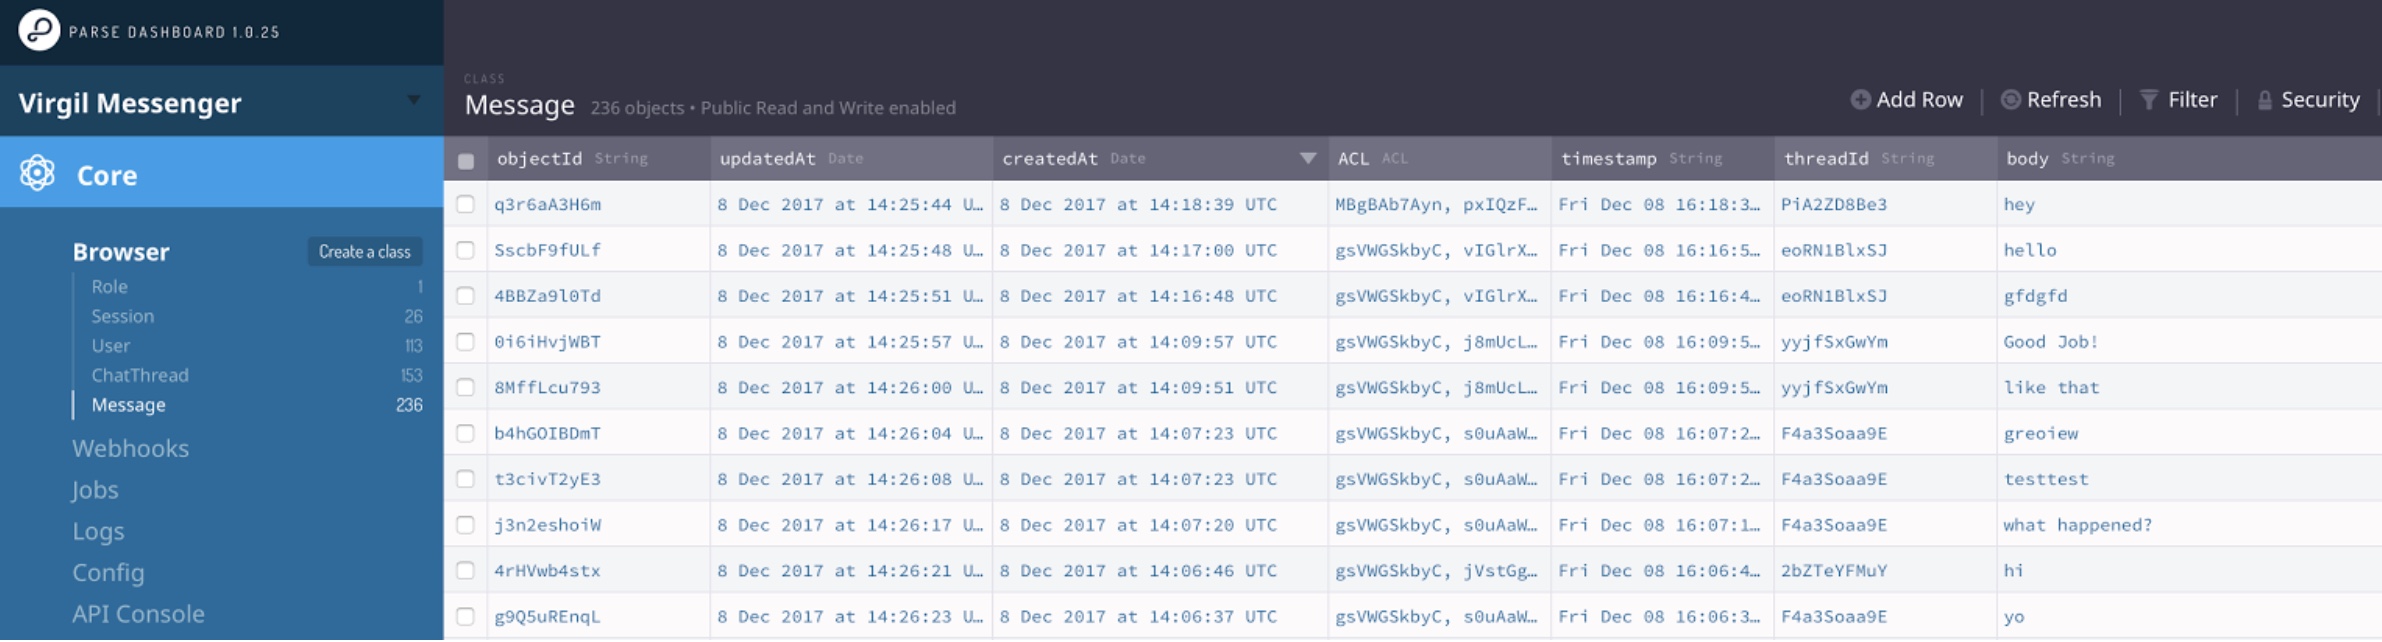 PARSE DASHBOARD 1.0.25
Virgil Messenger
Core
Browser Create a class
Role 1
Session 26
User 113
ChatThread 153
Message 236
Webhooks
Jobs
Logs
Config
API Console
CLASS
Message 236 objects • Public Read and Write enabled
Add Row Refresh Filter Security
objectId String updatedAt Date createdAt Date ACL ACL timestamp String threadId String body String
q3r6aA3H6m 8 Dec 2017 at 14:25:44 U… 8 Dec 2017 at 14:18:39 UTC MBgBAb7Ayn, pxIQzF… Fri Dec 08 16:18:3… PiA2ZD8Be3 hey
SscbF9fULf 8 Dec 2017 at 14:25:48 U… 8 Dec 2017 at 14:17:00 UTC gsVWGSkbyC, vIGlrX… Fri Dec 08 16:16:5… eoRN1BlxSJ hello
4BBZa9l0Td 8 Dec 2017 at 14:25:51 U… 8 Dec 2017 at 14:16:48 UTC gsVWGSkbyC, vIGlrX… Fri Dec 08 16:16:4… eoRN1BlxSJ gfdgfd
0i6iHvjWBT 8 Dec 2017 at 14:25:57 U… 8 Dec 2017 at 14:09:57 UTC gsVWGSkbyC, j8mUcL… Fri Dec 08 16:09:5… yyjfSxGwYm Good Job!
8MffLcu793 8 Dec 2017 at 14:26:00 U… 8 Dec 2017 at 14:09:51 UTC gsVWGSkbyC, j8mUcL… Fri Dec 08 16:09:5… yyjfSxGwYm like that
b4hGOIBDmT 8 Dec 2017 at 14:26:04 U… 8 Dec 2017 at 14:07:23 UTC gsVWGSkbyC, s0uAaW… Fri Dec 08 16:07:2… F4a3Soaa9E greoiew
t3civT2yE3 8 Dec 2017 at 14:26:08 U… 8 Dec 2017 at 14:07:23 UTC gsVWGSkbyC, s0uAaW… Fri Dec 08 16:07:2… F4a3Soaa9E testtest
j3n2eshoiW 8 Dec 2017 at 14:26:17 U… 8 Dec 2017 at 14:07:20 UTC gsVWGSkbyC, s0uAaW… Fri Dec 08 16:07:1… F4a3Soaa9E what happened?
4rHVwb4stx 8 Dec 2017 at 14:26:21 U… 8 Dec 2017 at 14:06:46 UTC gsVWGSkbyC, jVstGg… Fri Dec 08 16:06:4… 2bZTeYFMuY hi
g9Q5uREnqL 8 Dec 2017 at 14:26:23 U… 8 Dec 2017 at 14:06:37 UTC gsVWGSkbyC, s0uAaW… Fri Dec 08 16:06:3… F4a3Soaa9E yo